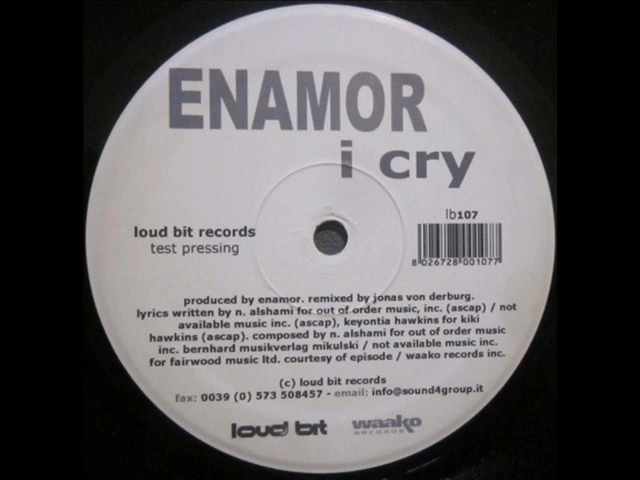 ENAMOR
i cry
lb107
loud bit records
test pressing
8 026728 001077
produced by enamor. remixed by jonas von derburg.
lyrics written by n. alshami for out of order music, inc. (ascap) / not
available music inc. (ascap), keyontia hawkins for kiki
hawkins (ascap). composed by n. alshami for out of order music
inc. bernhard musikverlag mikulski / not available music inc.
for fairwood music ltd. courtesy of episode / waako records inc.
(c) loud bit records
fax: 0039 (0) 573 508457 - email: info@sound4group.it
loud bit
waako
RECORDS